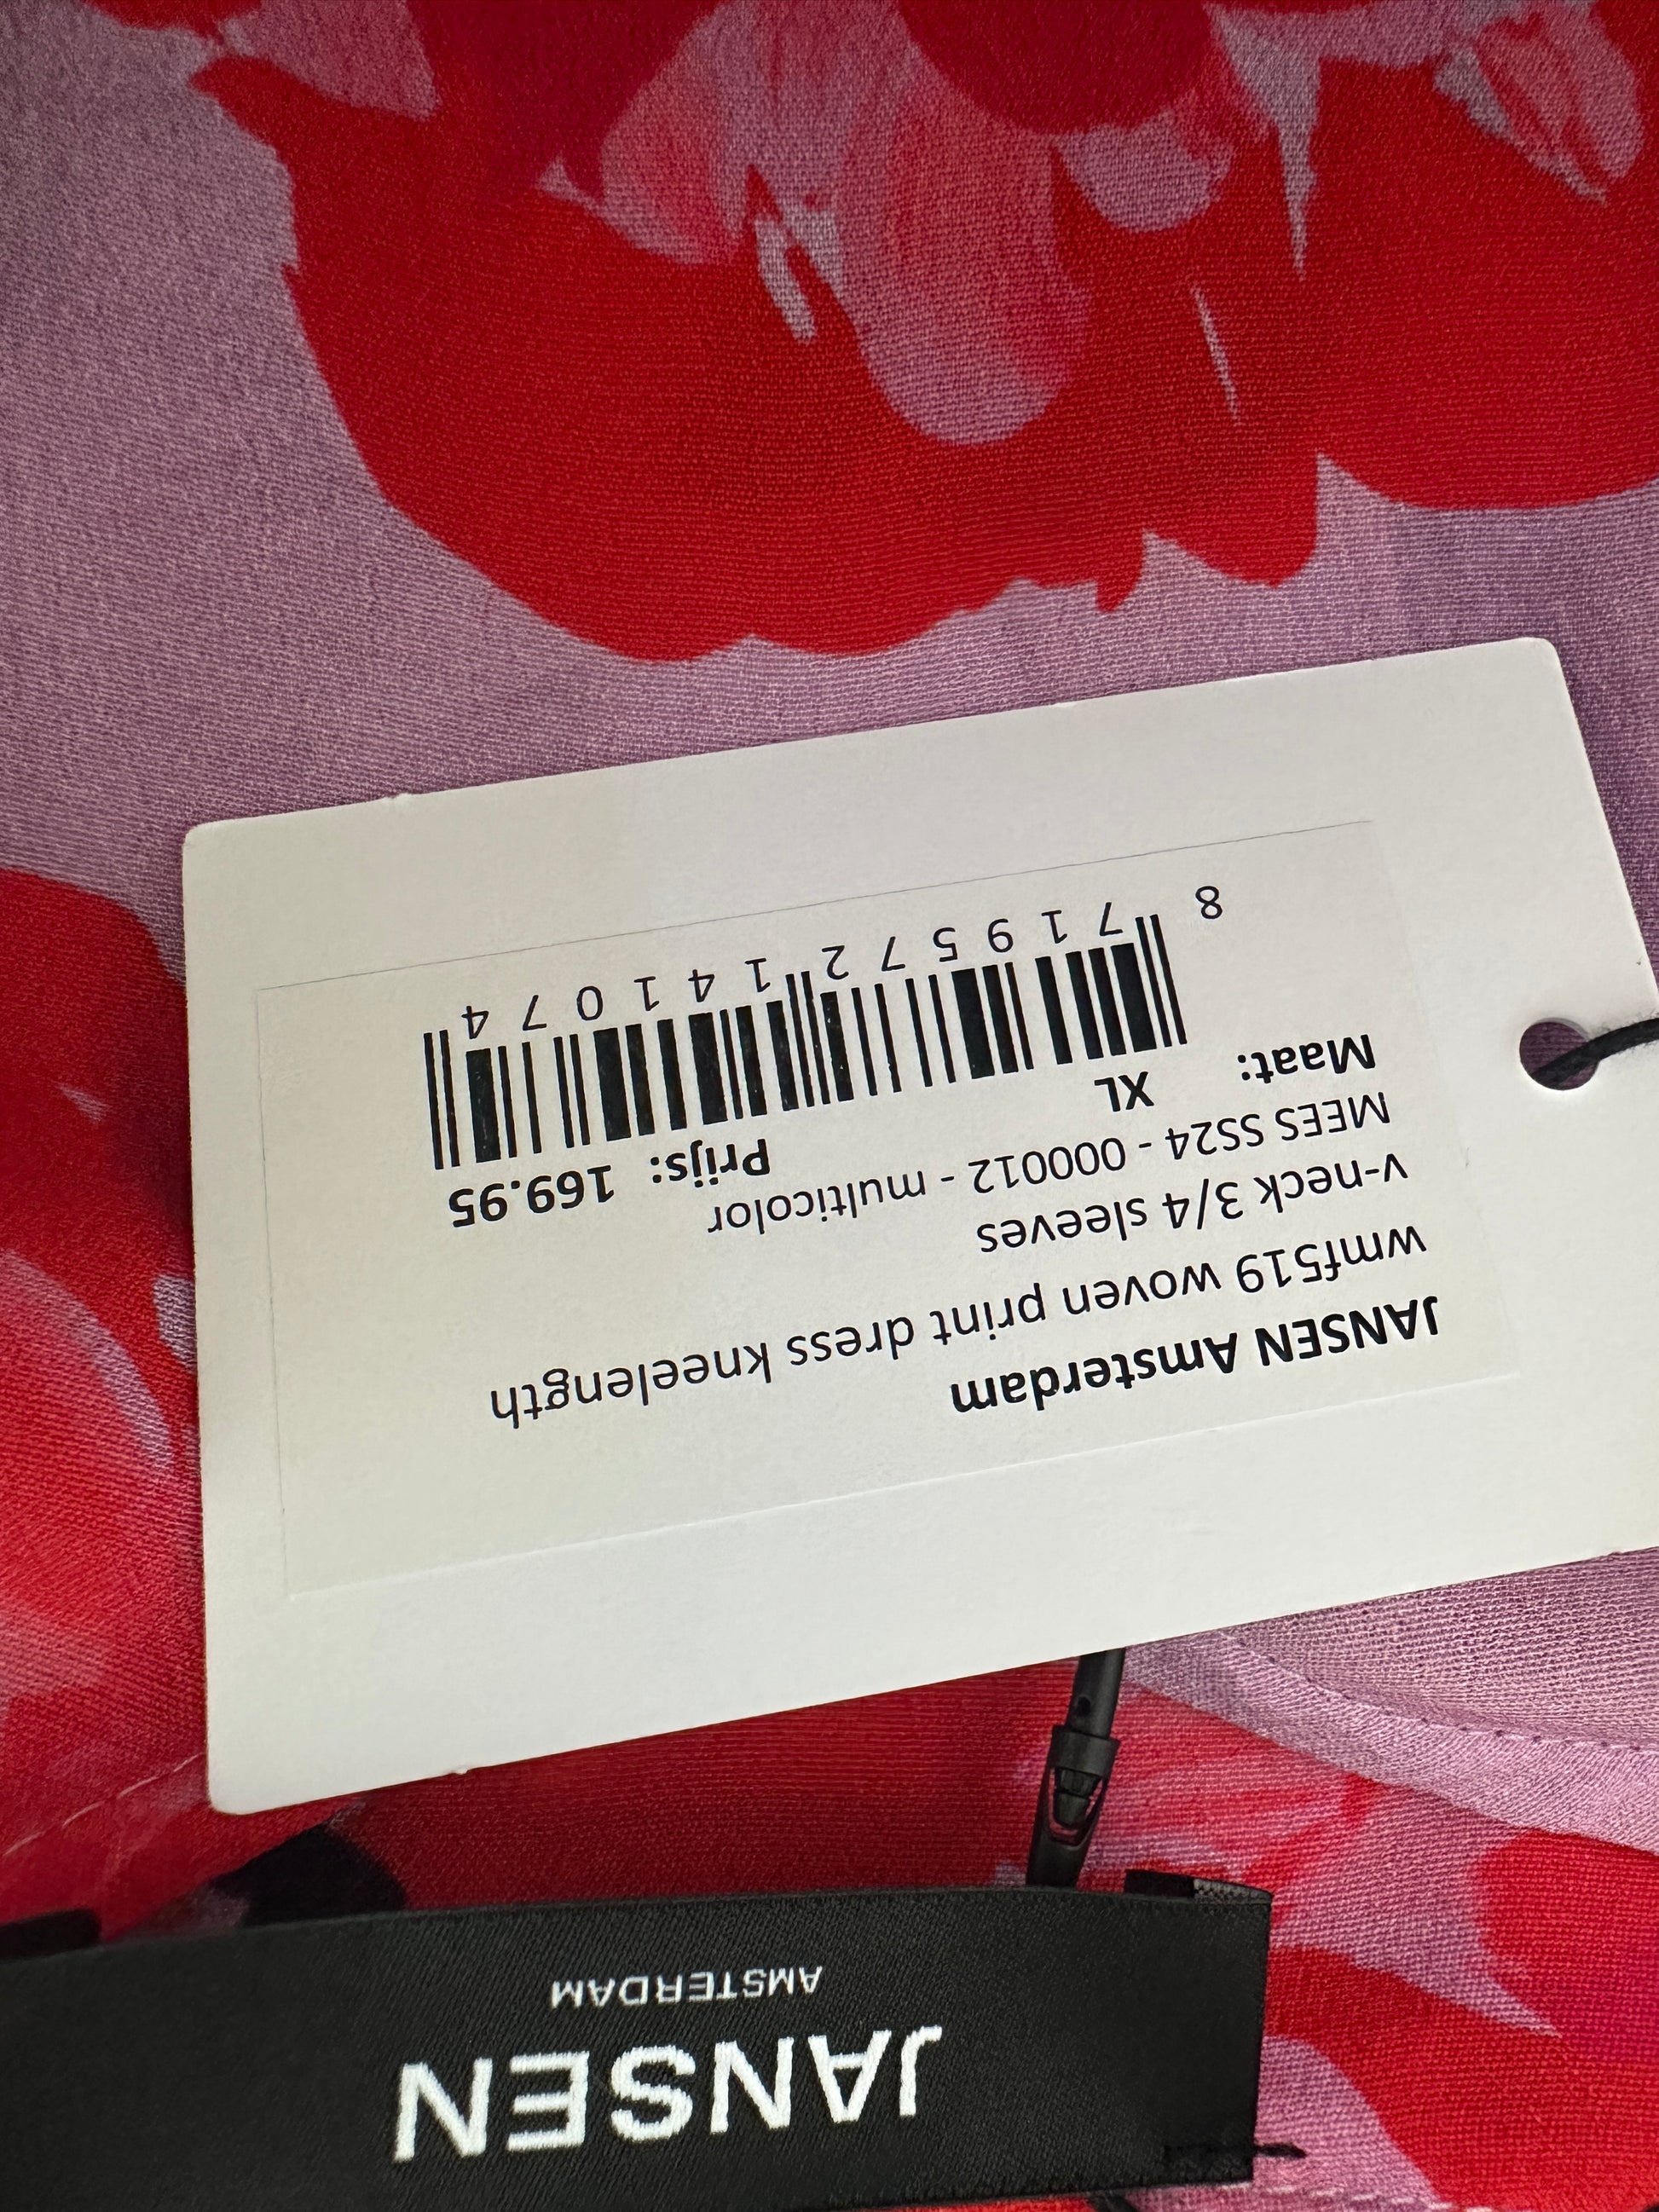 JANSEN
AMSTERDAM
JANSEN Amsterdam
wmf519 woven print dress kneelength
v-neck 3/4 sleeves
MEES SS24 - 000012 - multicolor
Maat: XL Prijs: 169.95
8 719572 141074